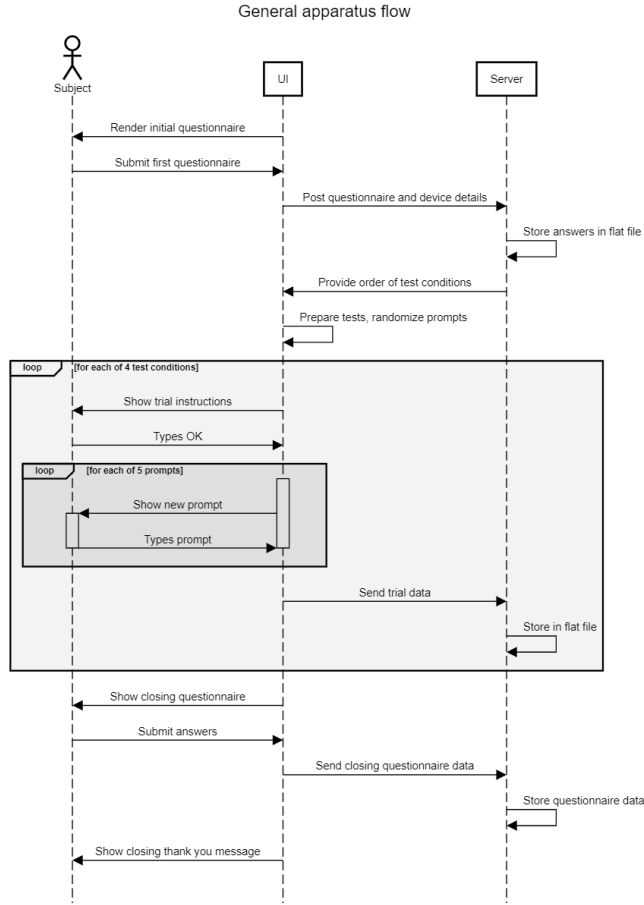 General apparatus flow
Subject
UI
Server
Render initial questionnaire
Submit first questionnaire
Post questionnaire and device details
Store answers in flat file
Provide order of test conditions
Prepare tests, randomize prompts
loop [for each of 4 test conditions]
Show trial instructions
Types OK
loop [for each of 5 prompts]
Show new prompt
Types prompt
Send trial data
Store in flat file
Show closing questionnaire
Submit answers
Send closing questionnaire data
Store questionnaire data
Show closing thank you message